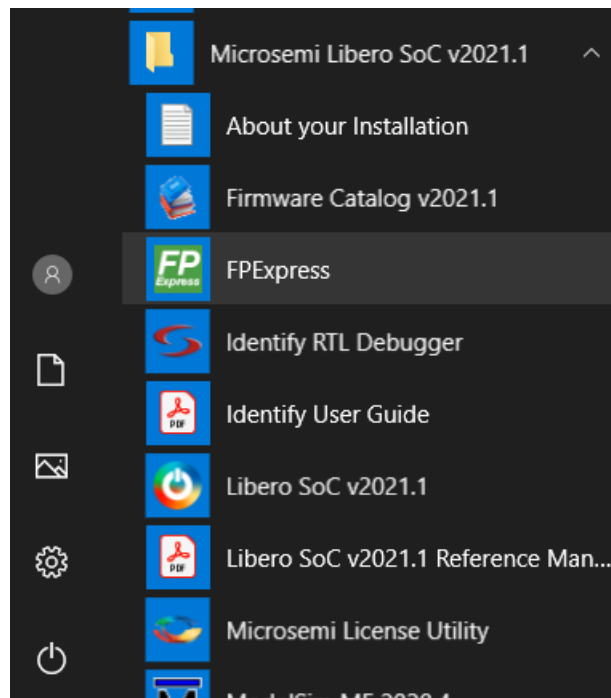 Microsemi Libero SoC v2021.1
About your Installation
Firmware Catalog v2021.1
FP
Express
FPExpress
Identify RTL Debugger
PDF
Identify User Guide
Libero SoC v2021.1
PDF
Libero SoC v2021.1 Reference Man...
Microsemi License Utility